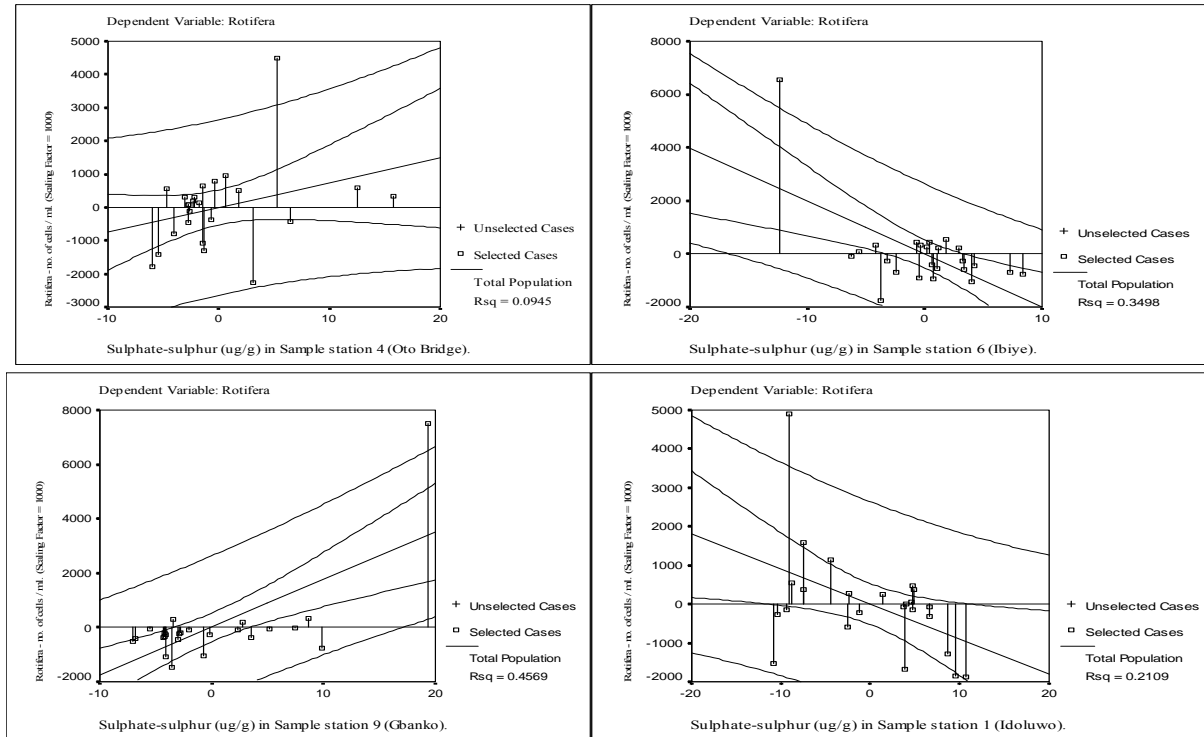 Dependent Variable: Rotifera
Rotifera - no. of cells / ml. (Scaling Factor = 1000)
5000
4000
3000
2000
1000
0
-1000
-2000
-3000
-10
0
10
20
Sulphate-sulphur (ug/g) in Sample station 4 (Oto Bridge).
Unselected Cases
Selected Cases
Total Population
Rsq = 0.0945
Dependent Variable: Rotifera
Rotifera - no. of cells / ml. (Scaling Factor = 1000)
8000
6000
4000
2000
0
-2000
-20
-10
0
10
Sulphate-sulphur (ug/g) in Sample station 6 (Ibiye).
Unselected Cases
Selected Cases
Total Population
Rsq = 0.3498
Dependent Variable: Rotifera
Rotifera - no. of cells / ml. (Scaling Factor = 1000)
8000
6000
4000
2000
0
-2000
-10
0
10
20
Sulphate-sulphur (ug/g) in Sample station 9 (Gbanko).
Unselected Cases
Selected Cases
Total Population
Rsq = 0.4569
Dependent Variable: Rotifera
Rotifera - no. of cells / ml. (Scaling Factor = 1000)
5000
4000
3000
2000
1000
0
-1000
-2000
-20
-10
0
10
20
Sulphate-sulphur (ug/g) in Sample station 1 (Idoluwo).
Unselected Cases
Selected Cases
Total Population
Rsq = 0.2109